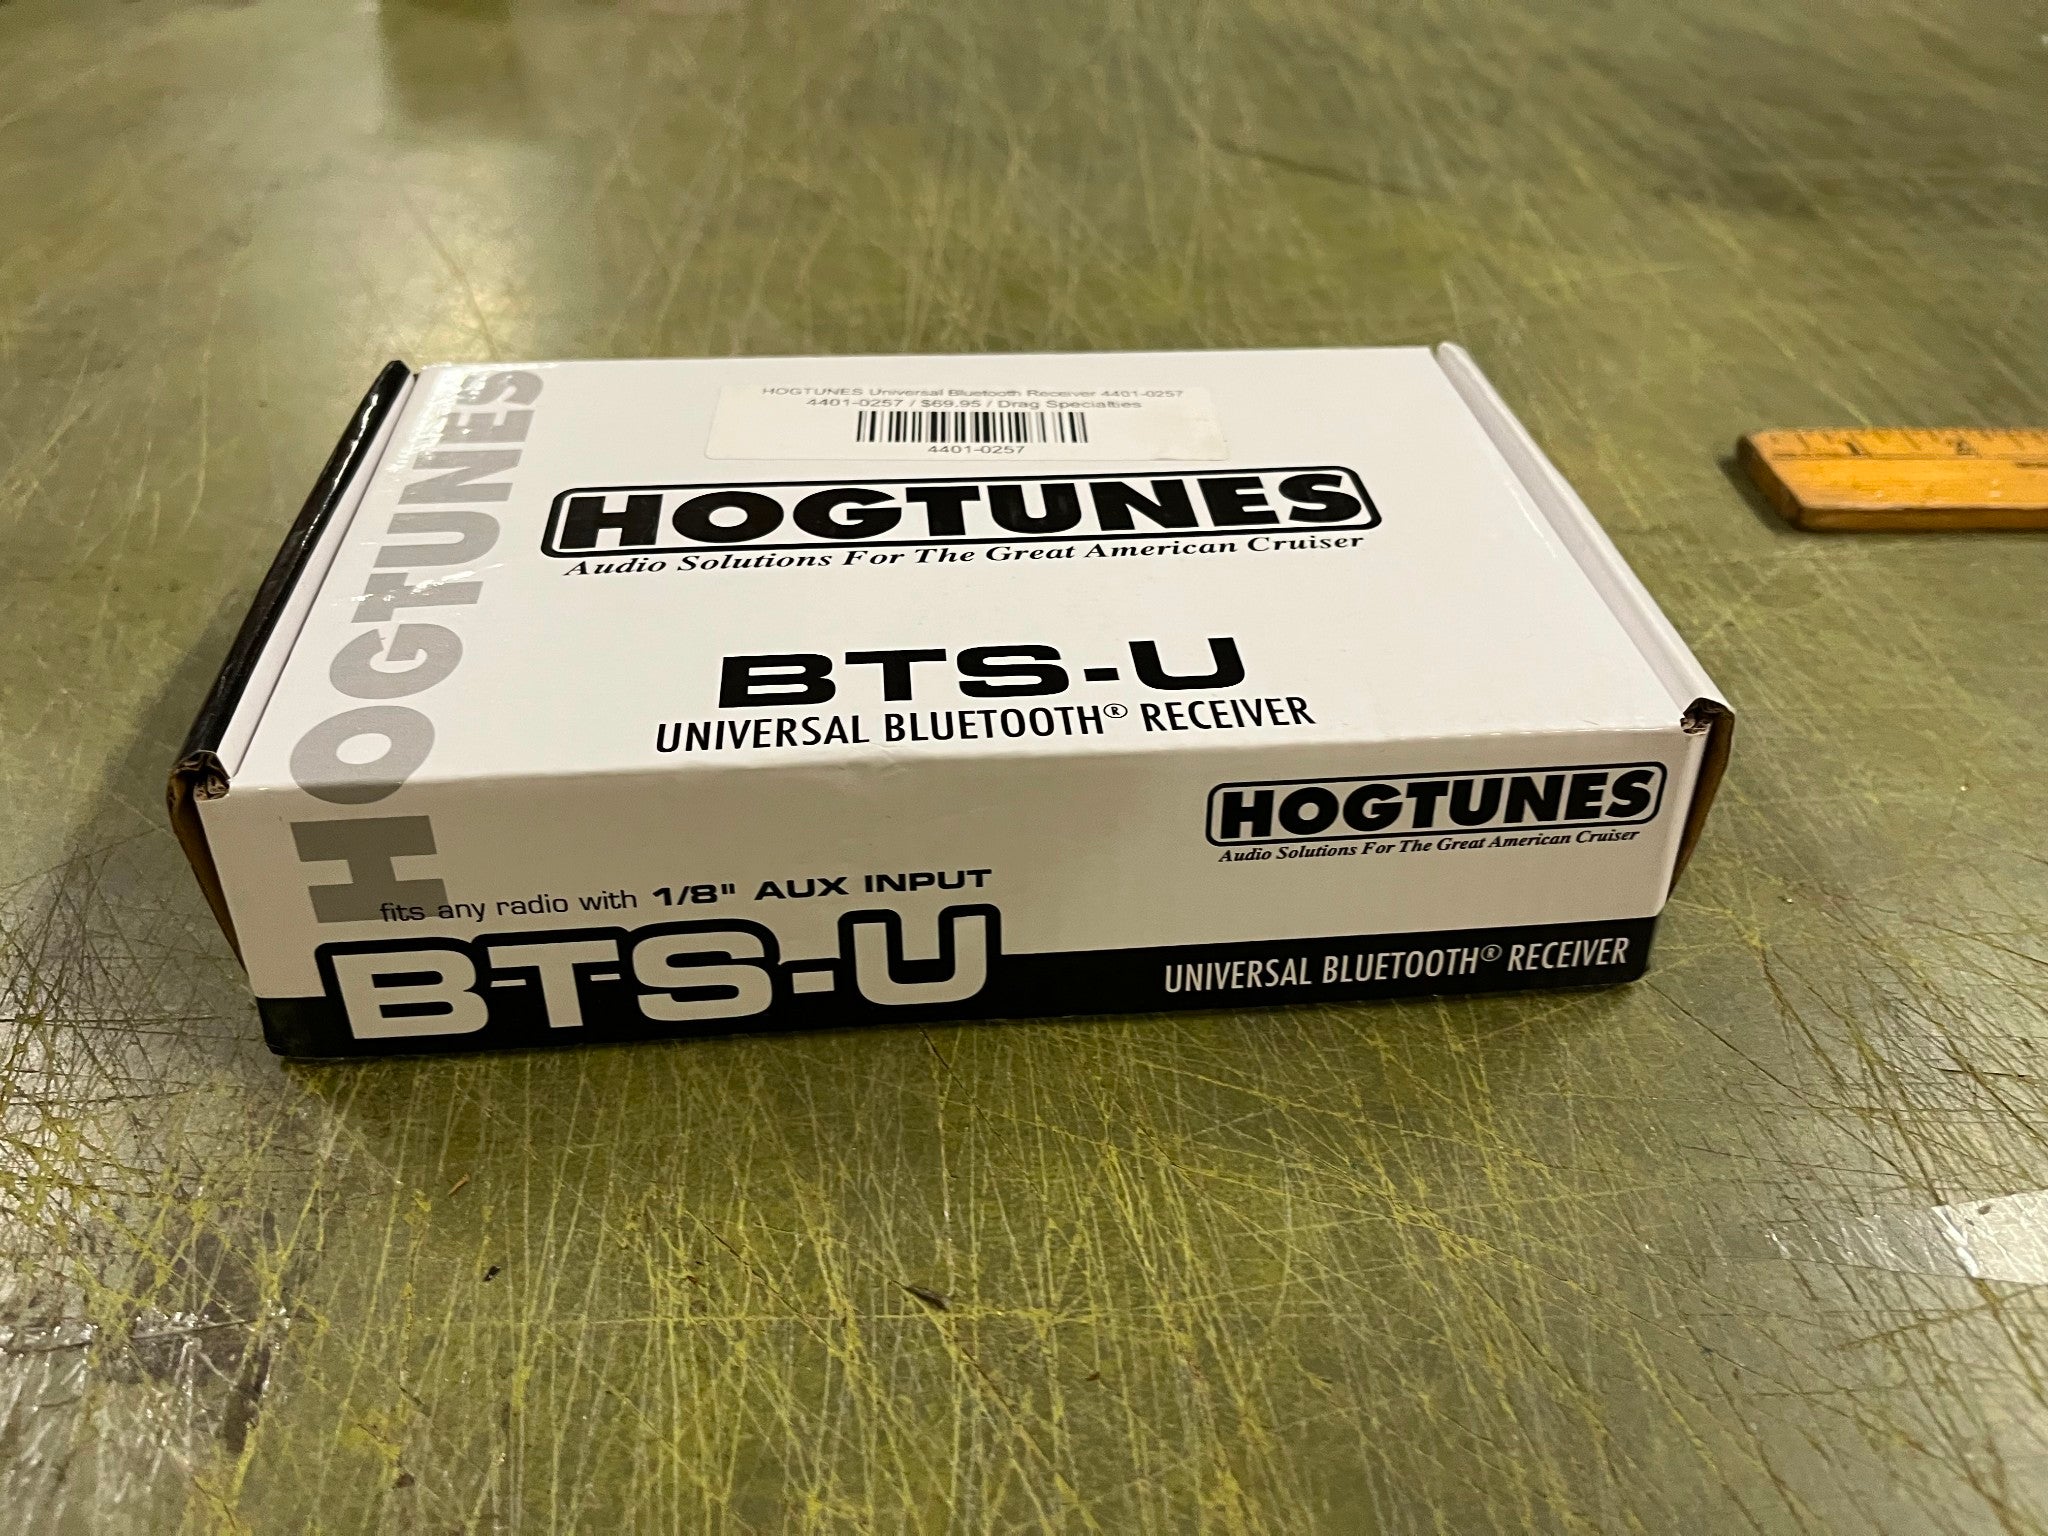 HOGTUNES Universal Bluetooth Receiver 4401-0257
4401-0257 / $69.95 / Drag Specialties
4401-0257
HOGTUNES
HOGTUNES
Audio Solutions For The Great American Cruiser
BTS-U
UNIVERSAL BLUETOOTH® RECEIVER
HOGTUNES
Audio Solutions For The Great American Cruiser
fits any radio with 1/8" AUX INPUT
BTS-U
UNIVERSAL BLUETOOTH® RECEIVER
1 2